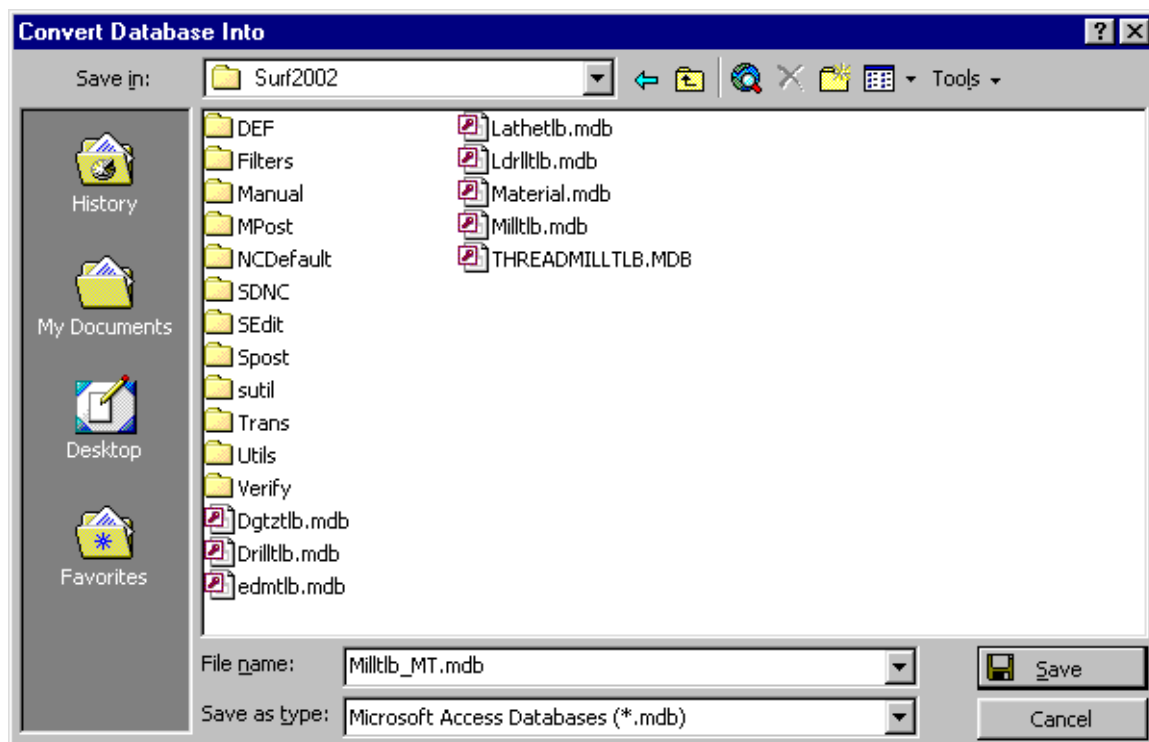 Convert Database Into
Save in: Surf2002 Tools
History
My Documents
Desktop
Favorites
DEF
Filters
Manual
MPost
NCDefault
SDNC
SEdit
Spost
sutil
Trans
Utils
Verify
Dgtztlb.mdb
Drilltlb.mdb
edmtlb.mdb
Lathetlb.mdb
Ldrlltlb.mdb
Material.mdb
Milltlb.mdb
THREADMILLTLB.MDB
File name: Milltlb_MT.mdb Save
Save as type: Microsoft Access Databases (*.mdb) Cancel